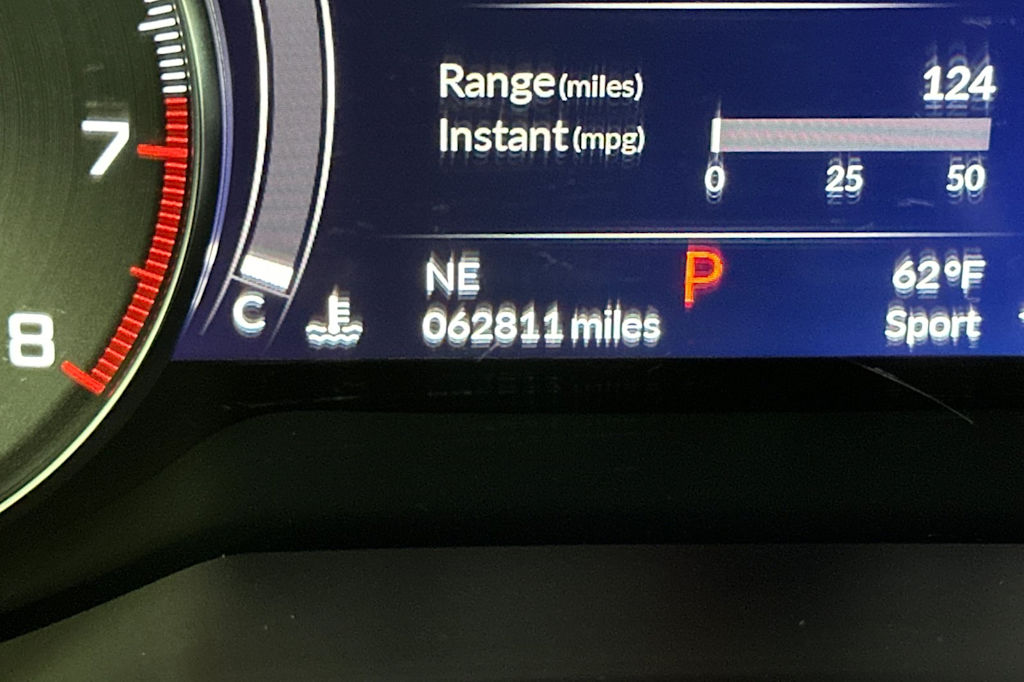 7
8
C
Range (miles) 124
Instant (mpg)
0 25 50
NE P 62°F
062811 miles Sport